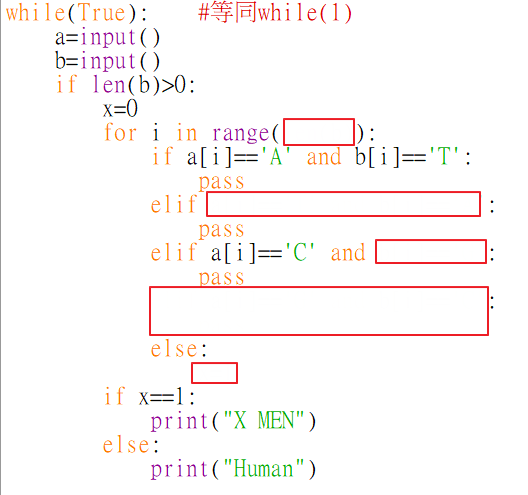 while(True):    #等同while(1)
    a=input()
    b=input()
    if len(b)>0:
        x=0
        for i in range(      ):
            if a[i]=='A' and b[i]=='T':
                pass
            elif                        :
                pass
            elif a[i]=='C' and          :
                pass
                                        :
            else:

        if x==1:
            print("X MEN")
        else:
            print("Human")